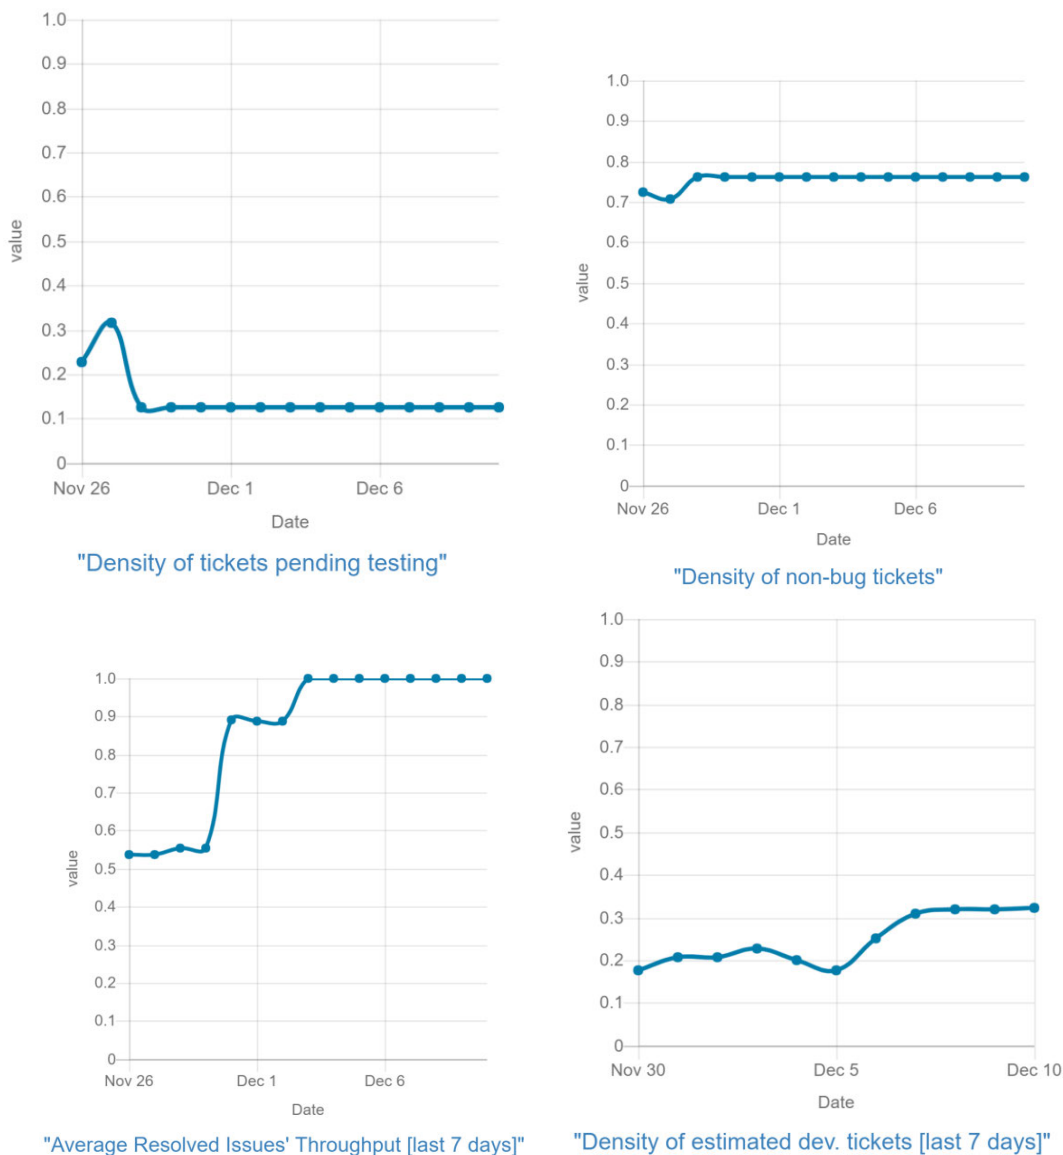 1.0
0.9
0.8
0.7
0.6
0.5
0.4
0.3
0.2
0.1
0
value
Nov 26 Dec 1 Dec 6
Date
"Density of tickets pending testing"
1.0
0.9
0.8
0.7
0.6
0.5
0.4
0.3
0.2
0.1
0
value
Nov 26 Dec 1 Dec 6
Date
"Density of non-bug tickets"
1.0
0.9
0.8
0.7
0.6
0.5
0.4
0.3
0.2
0.1
0
value
Nov 26 Dec 1 Dec 6
Date
"Average Resolved Issues' Throughput [last 7 days]"
1.0
0.9
0.8
0.7
0.6
0.5
0.4
0.3
0.2
0.1
0
value
Nov 30 Dec 5 Dec 10
Date
"Density of estimated dev. tickets [last 7 days]"